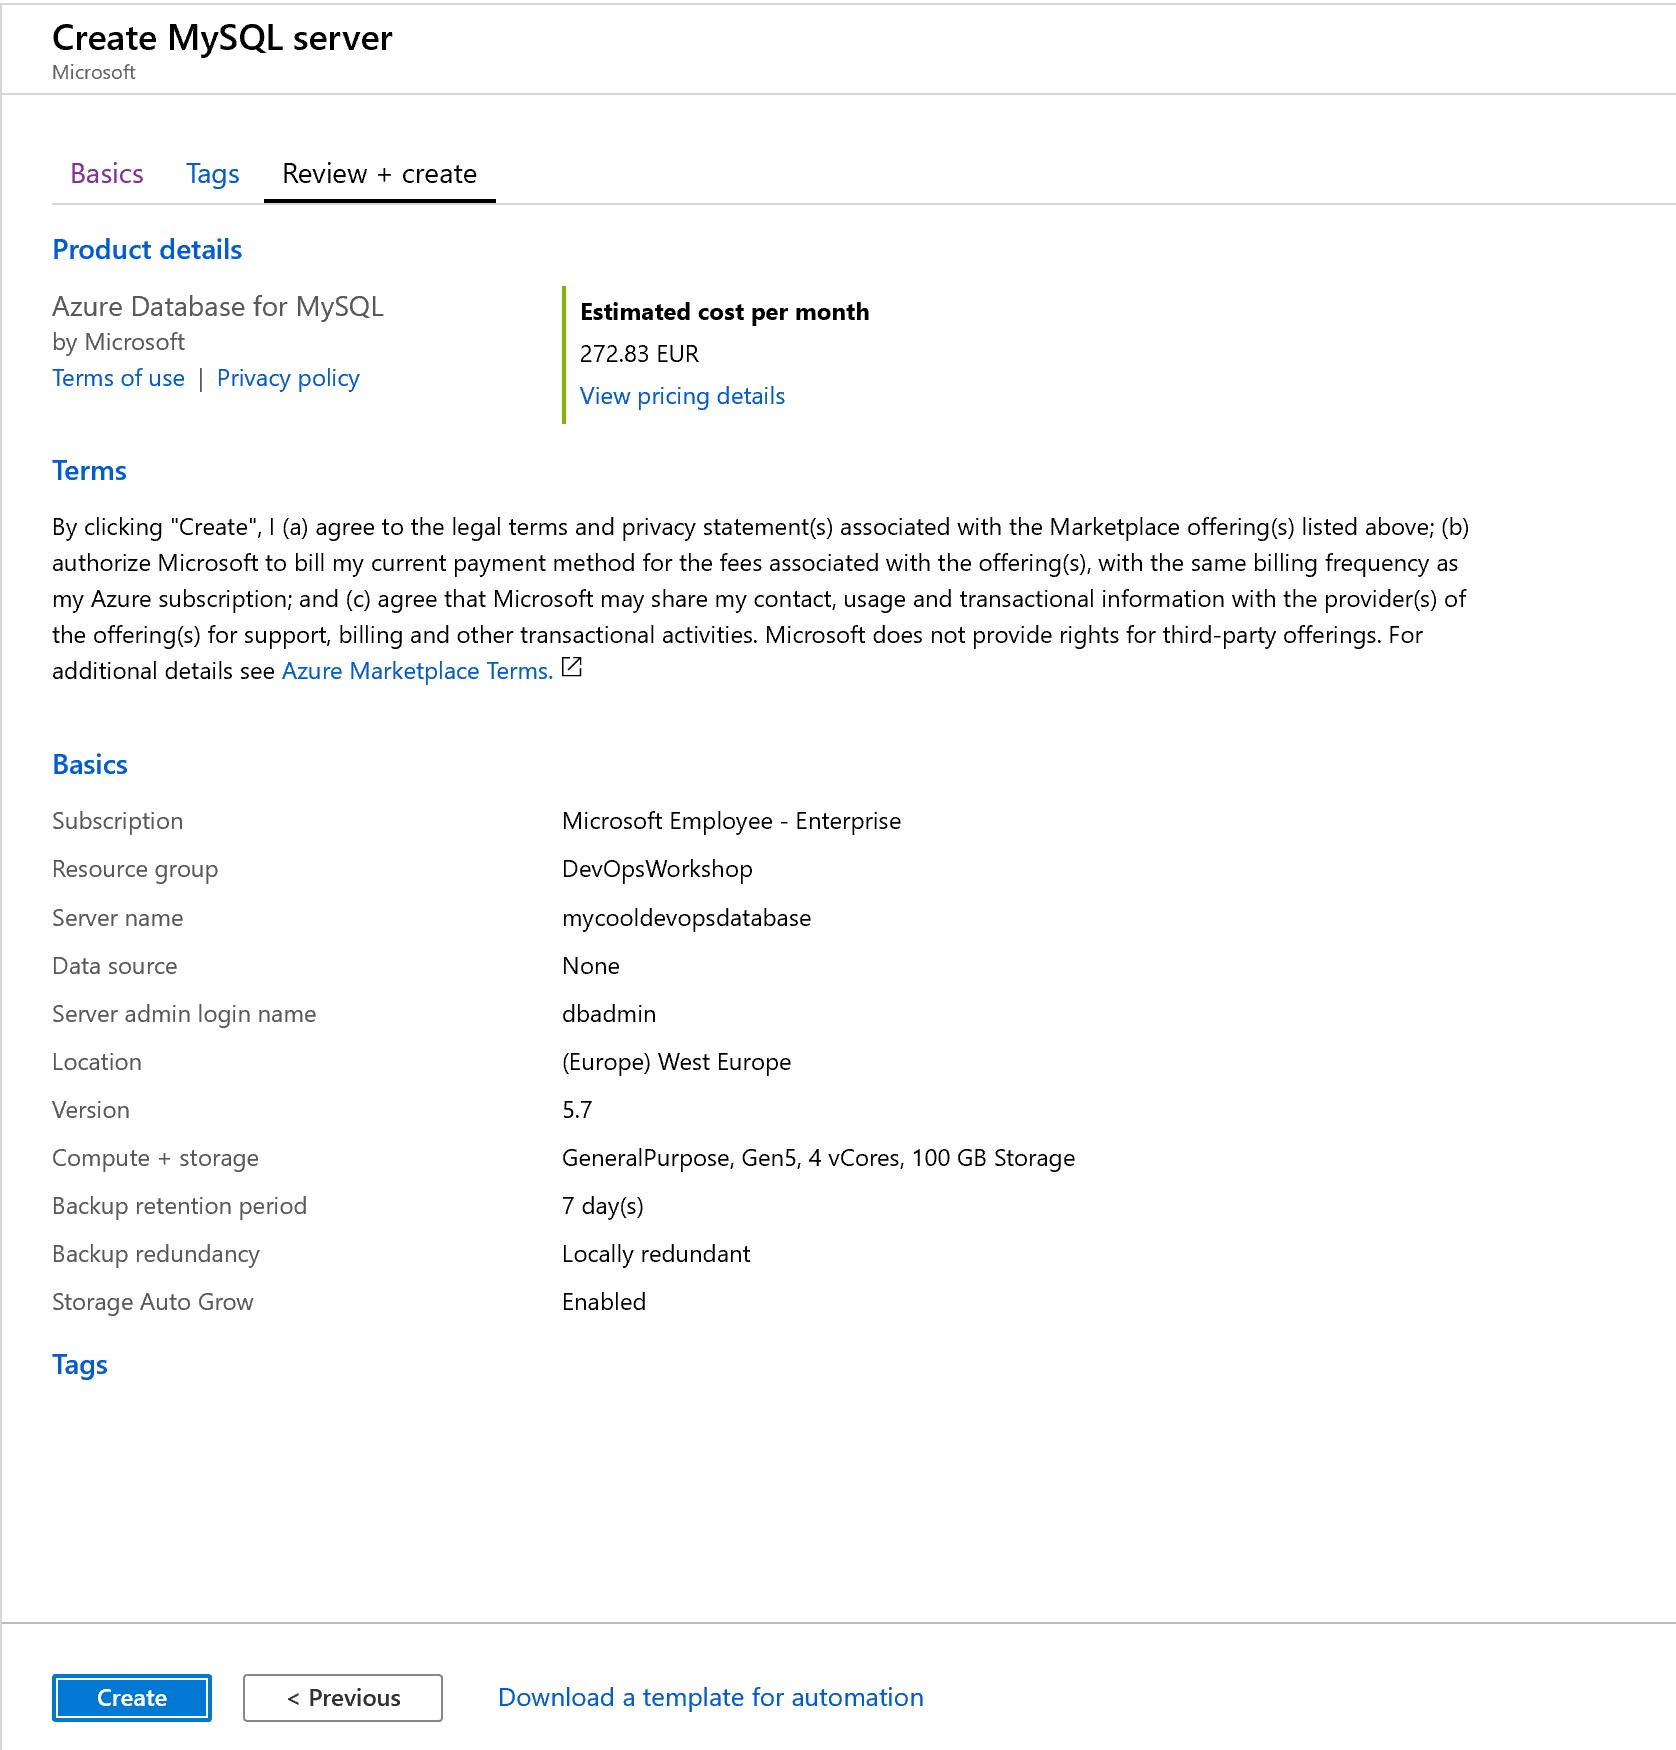 Create MySQL server
Microsoft
Basics Tags Review + create
Product details
Azure Database for MySQL
by Microsoft
Terms of use | Privacy policy
Estimated cost per month
272.83 EUR
View pricing details
Terms
By clicking "Create", I (a) agree to the legal terms and privacy statement(s) associated with the Marketplace offering(s) listed above; (b)
authorize Microsoft to bill my current payment method for the fees associated with the offering(s), with the same billing frequency as
my Azure subscription; and (c) agree that Microsoft may share my contact, usage and transactional information with the provider(s) of
the offering(s) for support, billing and other transactional activities. Microsoft does not provide rights for third-party offerings. For
additional details see Azure Marketplace Terms.
Basics
Subscription Microsoft Employee - Enterprise
Resource group DevOpsWorkshop
Server name mycooldevopsdatabase
Data source None
Server admin login name dbadmin
Location (Europe) West Europe
Version 5.7
Compute + storage GeneralPurpose, Gen5, 4 vCores, 100 GB Storage
Backup retention period 7 day(s)
Backup redundancy Locally redundant
Storage Auto Grow Enabled
Tags
Create < Previous Download a template for automation